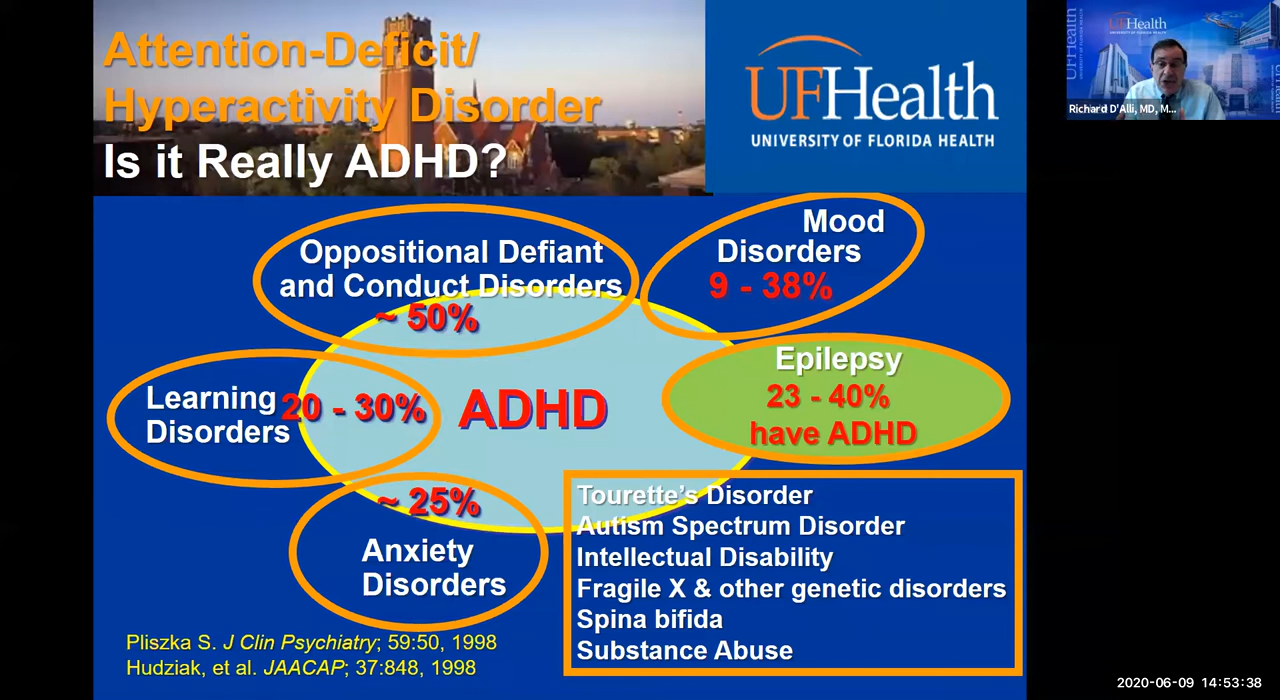 Attention-Deficit/
Hyperactivity Disorder
Is it Really ADHD?
UFHealth
UNIVERSITY OF FLORIDA HEALTH
UFHealth
Richard D'Alli, MD, M...
Oppositional Defiant
and Conduct Disorders
~ 50%
Mood
Disorders
9 - 38%
Epilepsy
23 - 40%
have ADHD
Learning
Disorders
20 - 30%
ADHD
~ 25%
Anxiety
Disorders
Tourette's Disorder
Autism Spectrum Disorder
Intellectual Disability
Fragile X & other genetic disorders
Spina bifida
Substance Abuse
Pliszka S. J Clin Psychiatry; 59:50, 1998
Hudziak, et al. JAACAP; 37:848, 1998
2020-06-09 14:53:38